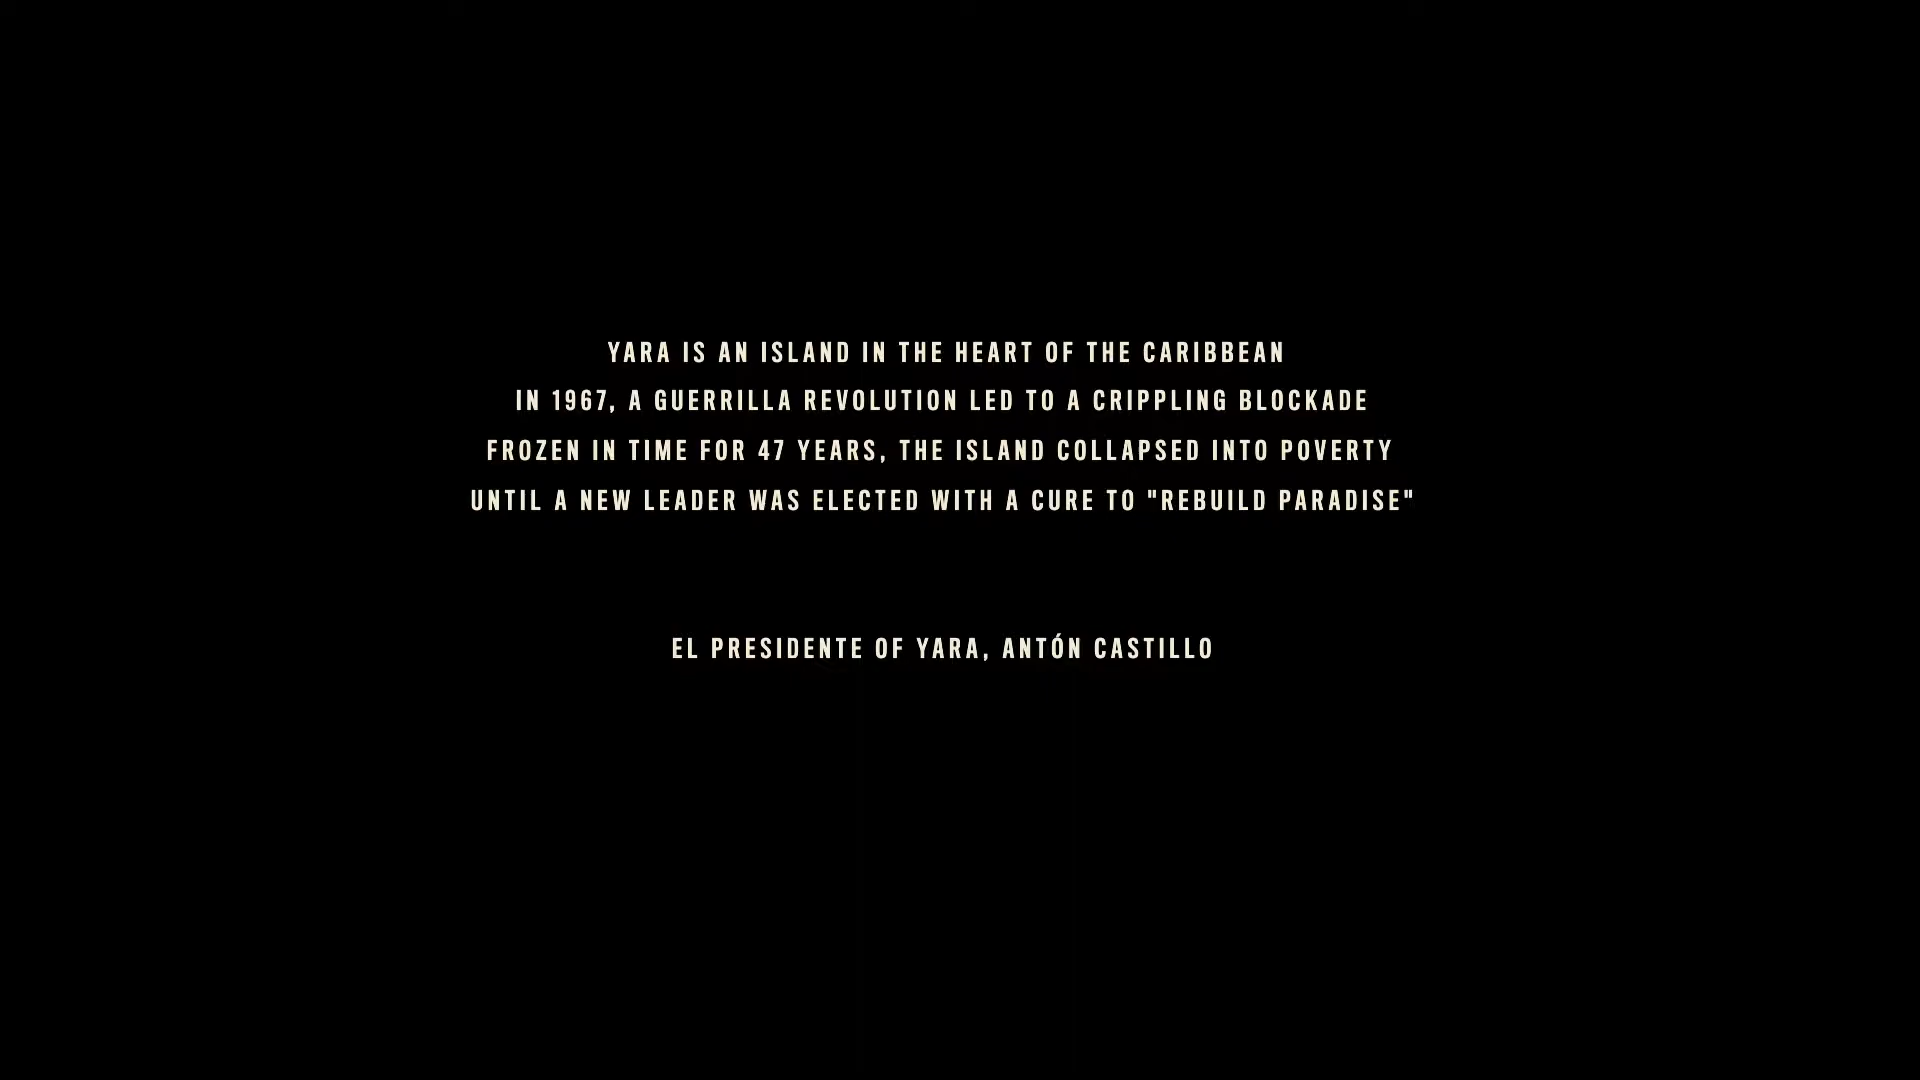 YARA IS AN ISLAND IN THE HEART OF THE CARIBBEAN
IN 1967, A GUERRILLA REVOLUTION LED TO A CRIPPLING BLOCKADE
FROZEN IN TIME FOR 47 YEARS, THE ISLAND COLLAPSED INTO POVERTY
UNTIL A NEW LEADER WAS ELECTED WITH A CURE TO "REBUILD PARADISE"
EL PRESIDENTE OF YARA, ANTÓN CASTILLO